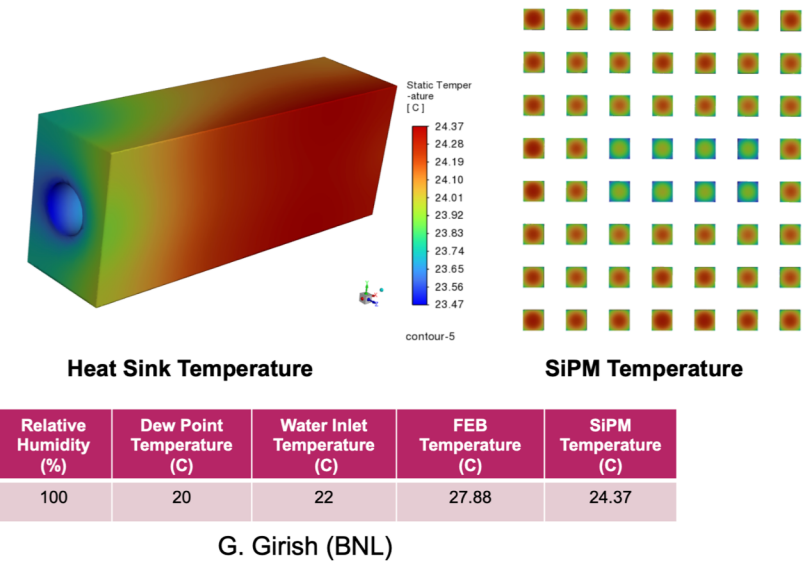 Static Temper
-ature
[ C ]
24.37
24.28
24.19
24.10
24.01
23.92
23.83
23.74
23.65
23.56
23.47
contour-5
Heat Sink Temperature
SiPM Temperature
Relative Humidity (%)
Dew Point Temperature (C)
Water Inlet Temperature (C)
FEB Temperature (C)
SiPM Temperature (C)
100
20
22
27.88
24.37
G. Girish (BNL)